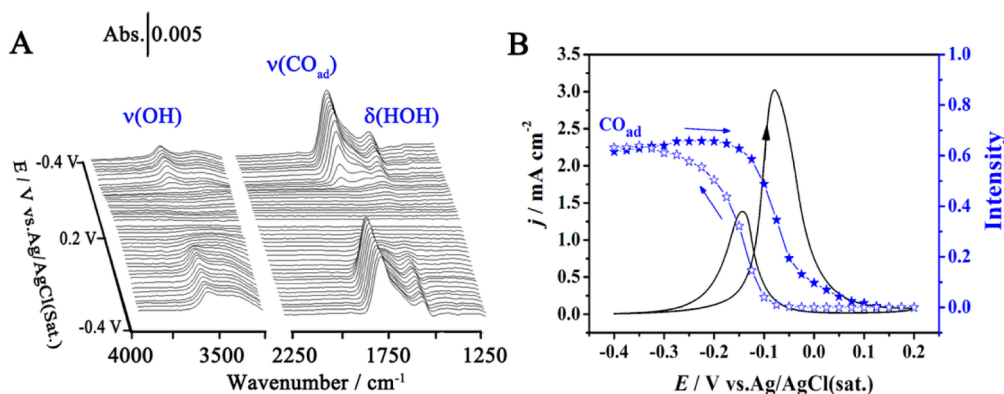 A
Abs. 0.005
ν(CO_ad)
ν(OH)
δ(HOH)
-0.4 V
0.2 V
-0.4 V
E / V vs.Ag/AgCl(Sat.)
4000 3500 2250 1750 1250
Wavenumber / cm⁻¹
B
3.5
3.0
2.5
2.0
1.5
1.0
0.5
0.0
j / mA cm⁻²
CO_ad
1.0
0.8
0.6
0.4
0.2
0.0
Intensity
-0.4 -0.3 -0.2 -0.1 0.0 0.1 0.2
E / V vs.Ag/AgCl(sat.)